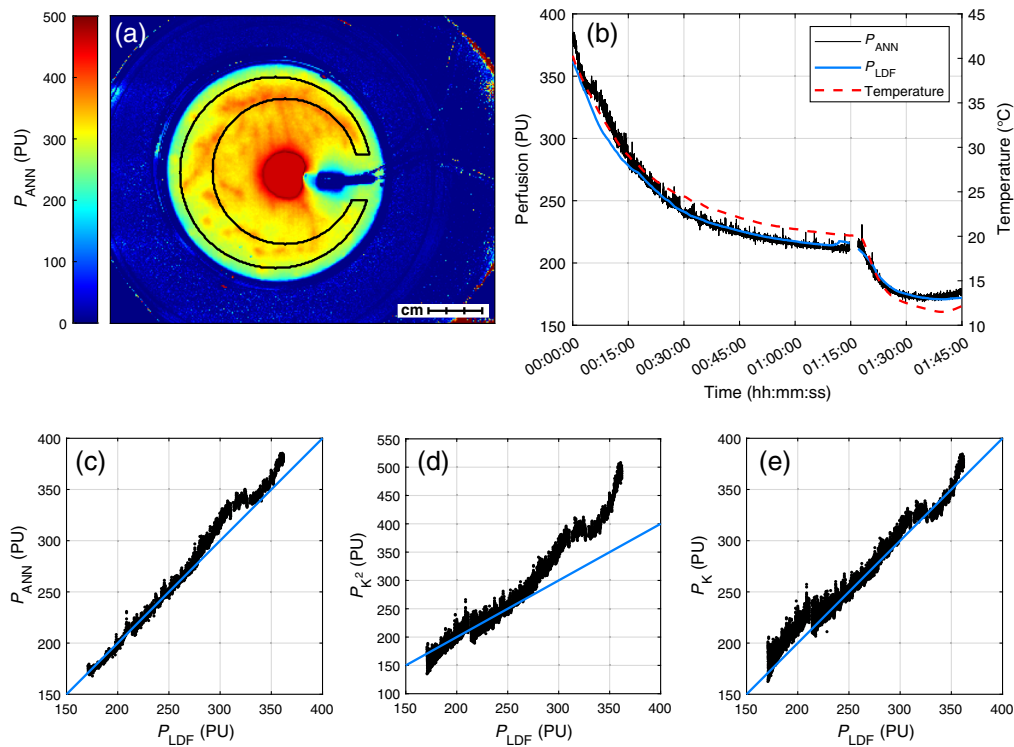 (a)
500
400
300
200
100
0
P_ANN (PU)
cm
(b)
400
350
300
250
200
150
Perfusion (PU)
P_ANN
P_LDF
Temperature
45
40
35
30
25
20
15
10
Temperature (°C)
00:00:00
00:15:00
00:30:00
00:45:00
01:00:00
01:15:00
01:30:00
01:45:00
Time (hh:mm:ss)
(c)
400
350
300
250
200
150
P_ANN (PU)
150 200 250 300 350 400
P_LDF (PU)
(d)
550
500
450
400
350
300
250
200
150
100
P_K² (PU)
150 200 250 300 350 400
P_LDF (PU)
(e)
400
350
300
250
200
150
P_K (PU)
150 200 250 300 350 400
P_LDF (PU)